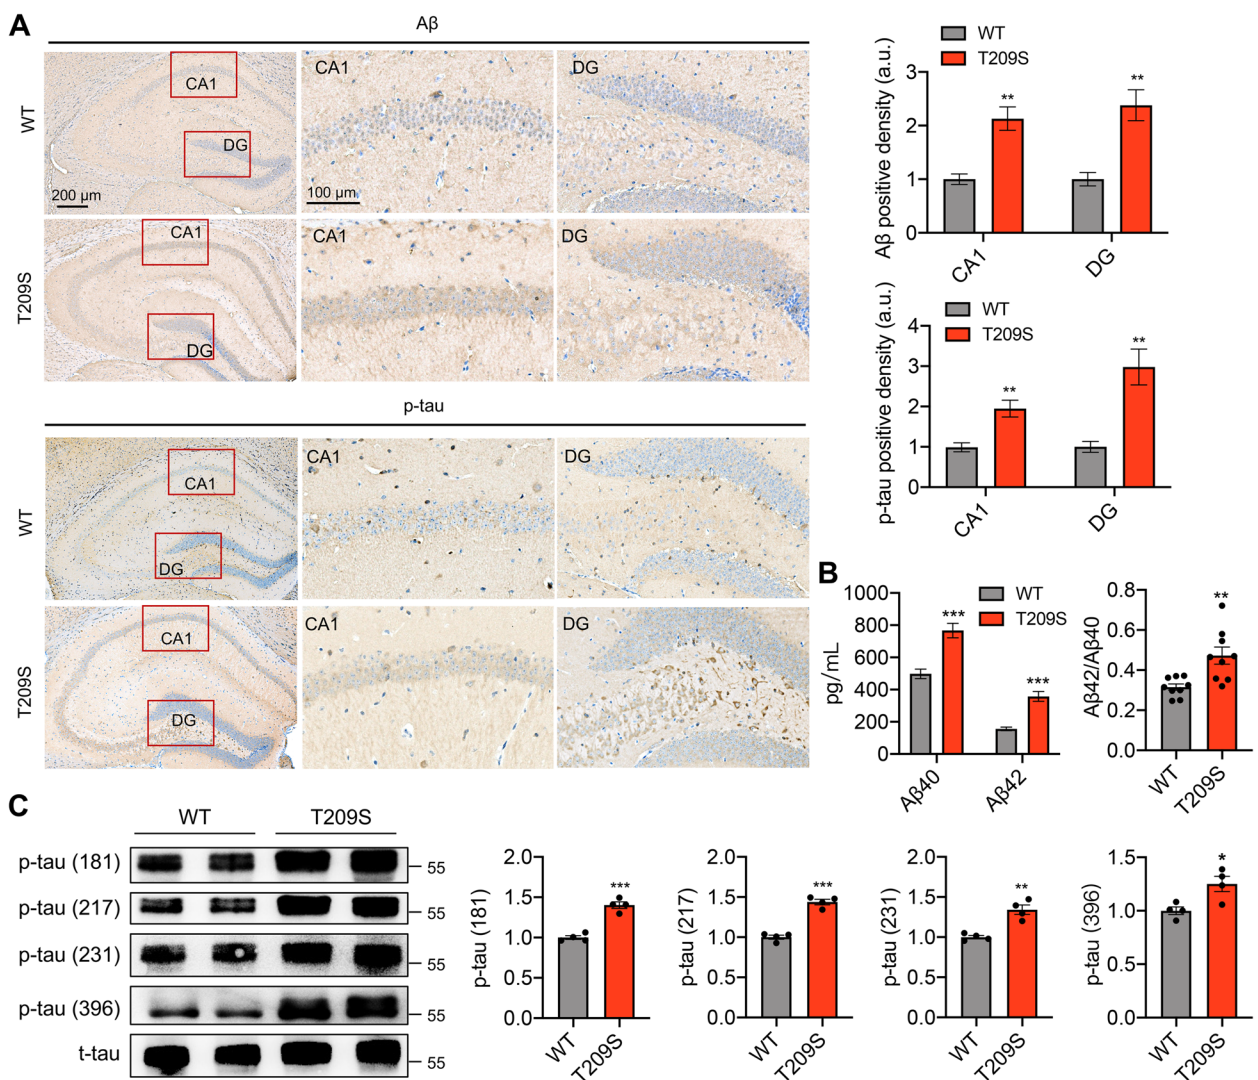 A
Aβ
WT
CA1
DG
200 µm
CA1
100 µm
DG
T209S
CA1
DG
CA1
DG
p-tau
WT
CA1
DG
CA1
DG
T209S
CA1
DG
CA1
DG
WT
T209S
Aβ positive density (a.u.)
3
2
1
0
**
**
CA1
DG
WT
T209S
p-tau positive density (a.u.)
4
3
2
1
0
**
**
CA1
DG
B
WT
T209S
pg/mL
1000
800
600
400
200
0
***
***
Aβ40
Aβ42
Aβ42/Aβ40
0.8
0.6
0.4
0.2
0.0
**
WT
T209S
C
WT
T209S
p-tau (181)
55
p-tau (217)
55
p-tau (231)
55
p-tau (396)
55
t-tau
55
p-tau (181)
2.0
1.5
1.0
0.5
0.0
***
WT
T209S
p-tau (217)
2.0
1.5
1.0
0.5
0.0
***
WT
T209S
p-tau (231)
2.0
1.5
1.0
0.5
0.0
**
WT
T209S
p-tau (396)
1.5
1.0
0.5
0.0
*
WT
T209S